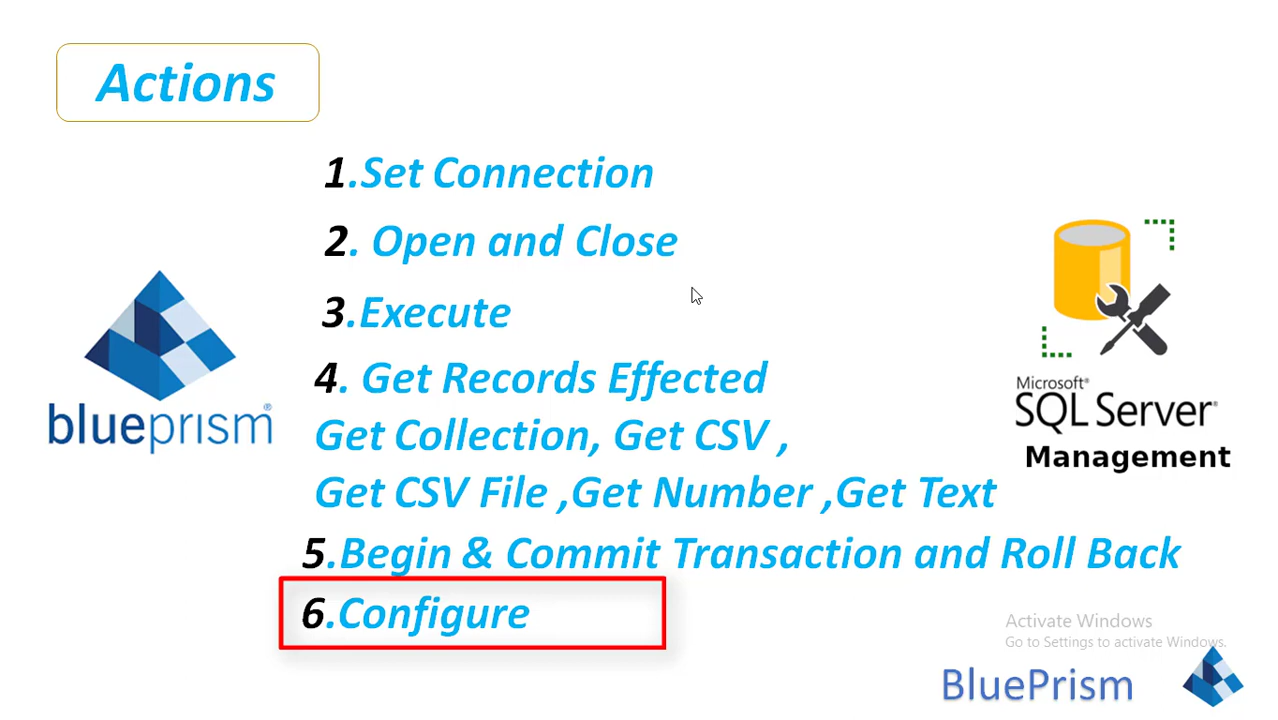 Actions
1.Set Connection
2. Open and Close
3.Execute
4. Get Records Effected
Get Collection, Get CSV ,
Get CSV File ,Get Number ,Get Text
5.Begin & Commit Transaction and Roll Back
6.Configure
blueprism®
Microsoft®
SQL Server®
Management
Activate Windows
Go to Settings to activate Windows.
BluePrism